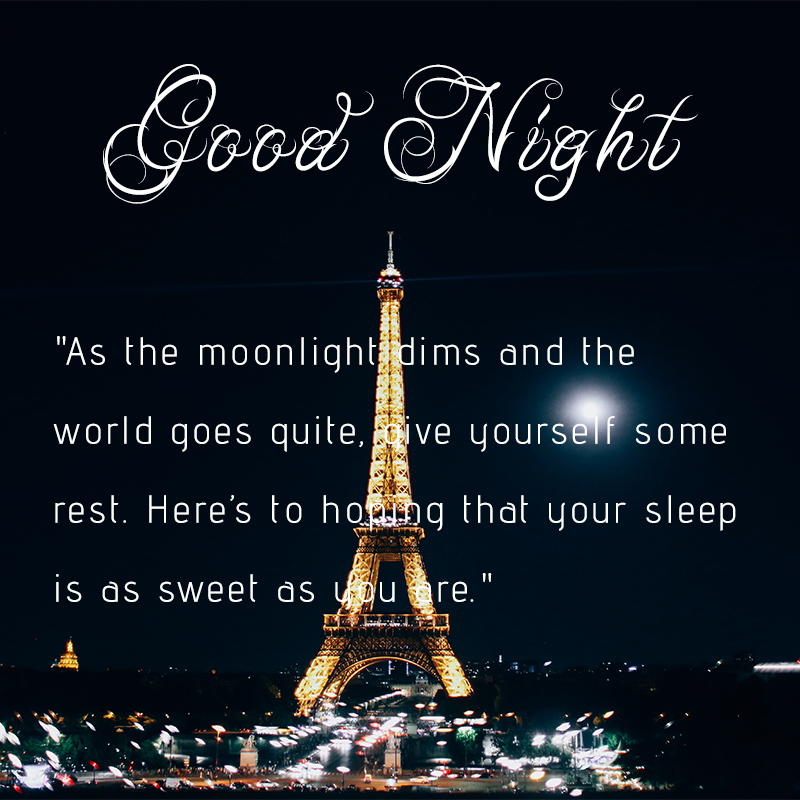 Good Night
"As the moonlight dims and the
world goes quite, give yourself some
rest. Here’s to hoping that your sleep
is as sweet as you are."